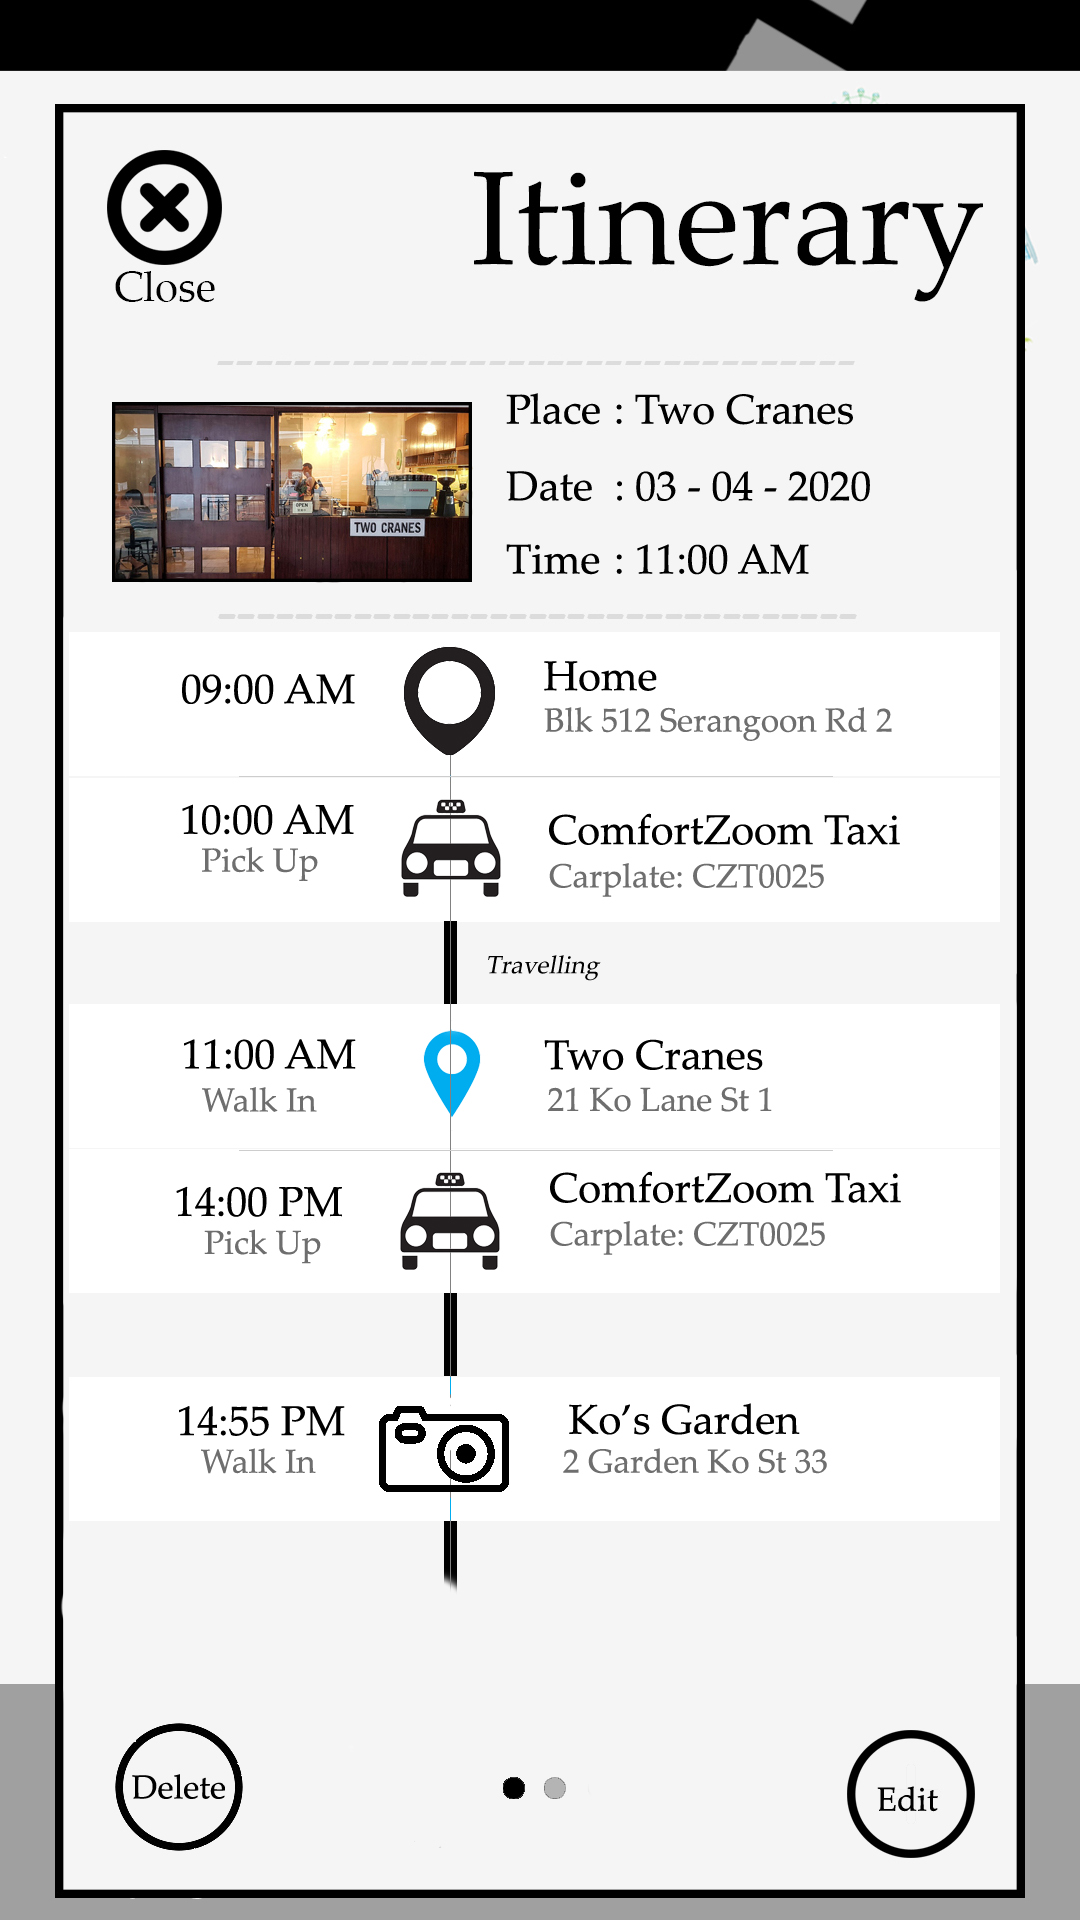 Itinerary
Close
Place : Two Cranes
Date : 03 - 04 - 2020
Time : 11:00 AM
OPEN
TWO CRANES
09:00 AM
Home
Blk 512 Serangoon Rd 2
10:00 AM
Pick Up
ComfortZoom Taxi
Carplate: CZT0025
Travelling
11:00 AM
Walk In
Two Cranes
21 Ko Lane St 1
14:00 PM
Pick Up
ComfortZoom Taxi
Carplate: CZT0025
14:55 PM
Walk In
Ko’s Garden
2 Garden Ko St 33
Delete
Edit